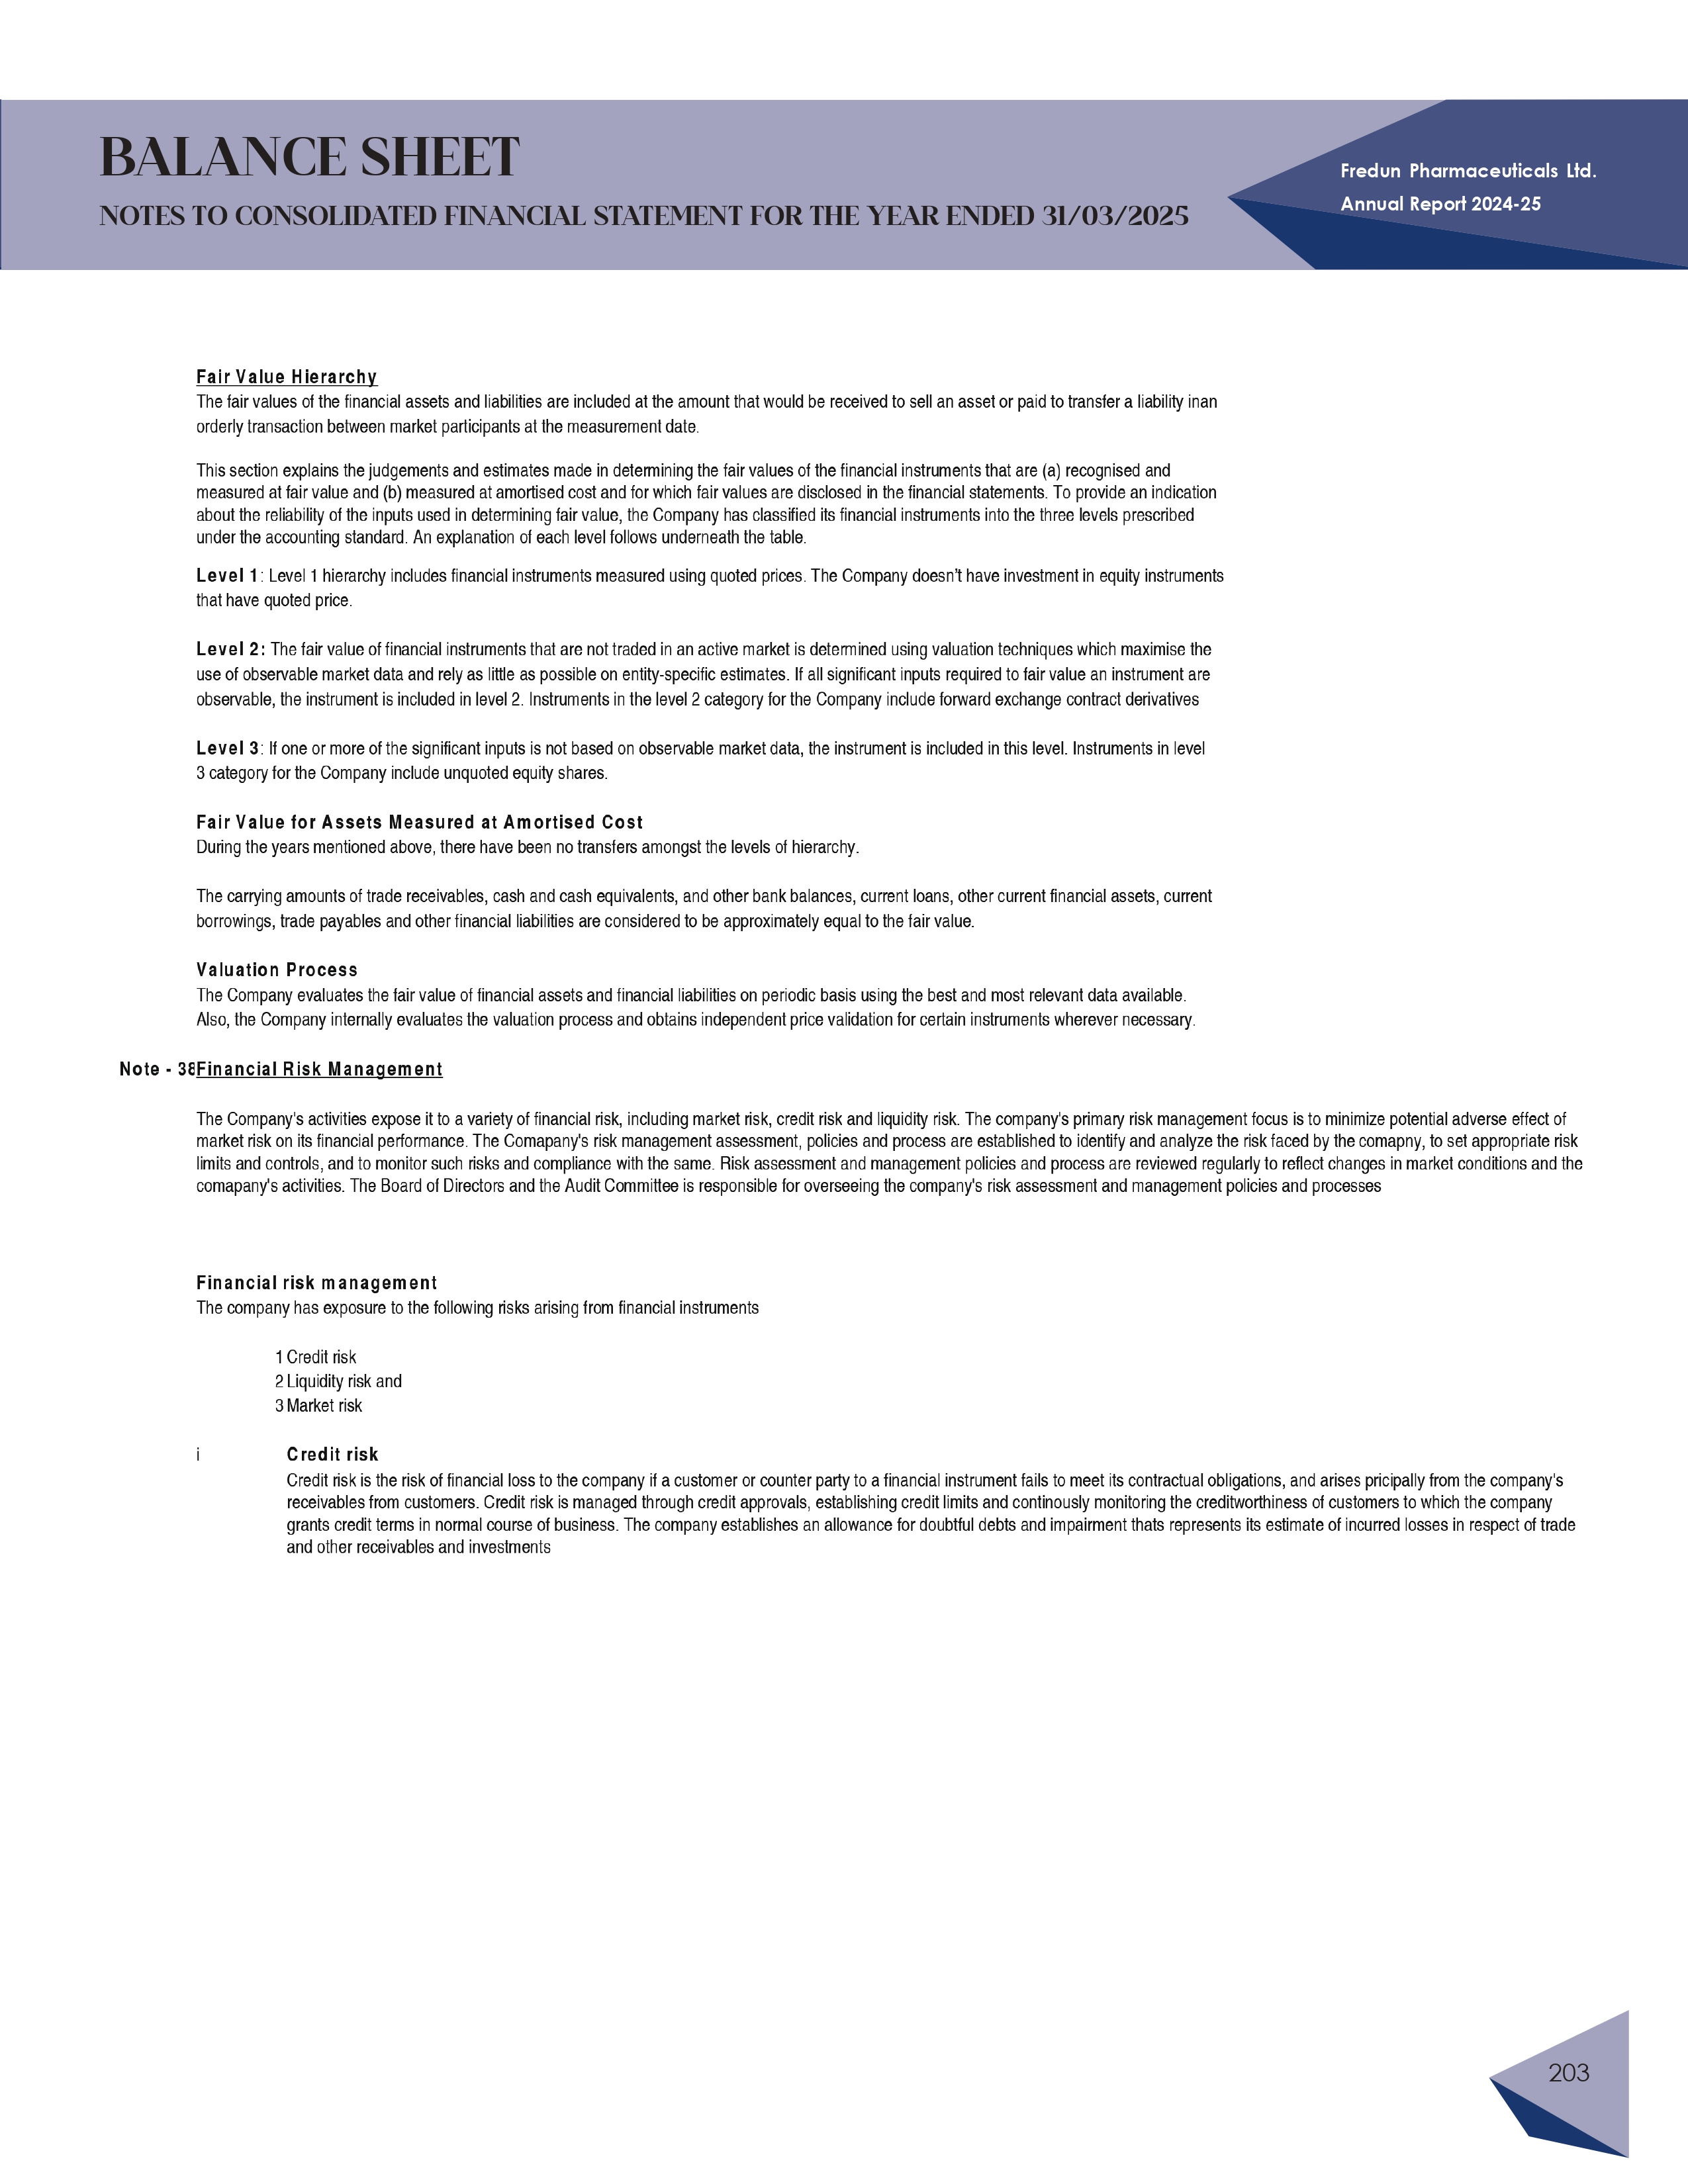 BALANCE SHEET
NOTES TO CONSOLIDATED FINANCIAL STATEMENT FOR THE YEAR ENDED 31/03/2025
Fredun Pharmaceuticals Ltd.
Annual Report 2024-25
Fair Value Hierarchy
The fair values of the financial assets and liabilities are included at the amount that would be received to sell an asset or paid to transfer a liability inan
orderly transaction between market participants at the measurement date.
This section explains the judgements and estimates made in determining the fair values of the financial instruments that are (a) recognised and
measured at fair value and (b) measured at amortised cost and for which fair values are disclosed in the financial statements. To provide an indication
about the reliability of the inputs used in determining fair value, the Company has classified its financial instruments into the three levels prescribed
under the accounting standard. An explanation of each level follows underneath the table.
Level 1: Level 1 hierarchy includes financial instruments measured using quoted prices. The Company doesn't have investment in equity instruments
that have quoted price.
Level 2: The fair value of financial instruments that are not traded in an active market is determined using valuation techniques which maximise the
use of observable market data and rely as little as possible on entity-specific estimates. If all significant inputs required to fair value an instrument are
observable, the instrument is included in level 2. Instruments in the level 2 category for the Company include forward exchange contract derivatives
Level 3: If one or more of the significant inputs is not based on observable market data, the instrument is included in this level. Instruments in level
3 category for the Company include unquoted equity shares.
Fair Value for Assets Measured at Amortised Cost
During the years mentioned above, there have been no transfers amongst the levels of hierarchy.
The carrying amounts of trade receivables, cash and cash equivalents, and other bank balances, current loans, other current financial assets, current
borrowings, trade payables and other financial liabilities are considered to be approximately equal to the fair value.
Valuation Process
The Company evaluates the fair value of financial assets and financial liabilities on periodic basis using the best and most relevant data available.
Also, the Company internally evaluates the valuation process and obtains independent price validation for certain instruments wherever necessary.
Note - 38 Financial Risk Management
The Company's activities expose it to a variety of financial risk, including market risk, credit risk and liquidity risk. The company's primary risk management focus is to minimize potential adverse effect of
market risk on its financial performance. The Comapany's risk management assessment, policies and process are established to identify and analyze the risk faced by the comapny, to set appropriate risk
limits and controls, and to monitor such risks and compliance with the same. Risk assessment and management policies and process are reviewed regularly to reflect changes in market conditions and the
comapany's activities. The Board of Directors and the Audit Committee is responsible for overseeing the company's risk assessment and management policies and processes
Financial risk management
The company has exposure to the following risks arising from financial instruments
1 Credit risk
2 Liquidity risk and
3 Market risk
i Credit risk
Credit risk is the risk of financial loss to the company if a customer or counter party to a financial instrument fails to meet its contractual obligations, and arises pricipally from the company's
receivables from customers. Credit risk is managed through credit approvals, establishing credit limits and continously monitoring the creditworthiness of customers to which the company
grants credit terms in normal course of business. The company establishes an allowance for doubtful debts and impairment thats represents its estimate of incurred losses in respect of trade
and other receivables and investments
203